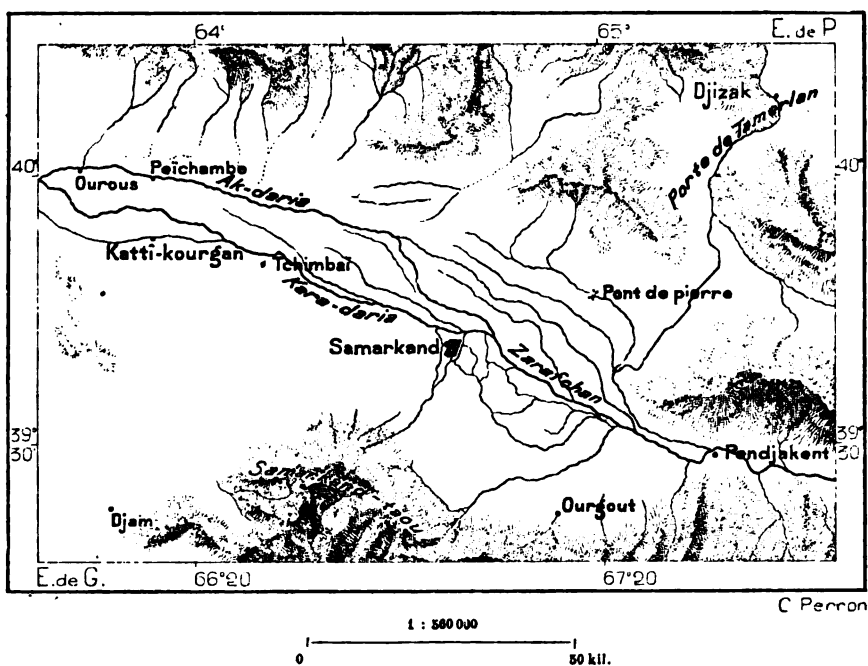 64°
65°
E. de P
Djizak
Porte de Tamerlan
40°
40°
Peïchambe
Ak-daria
Ourous
Katti-kourgan
Tchimbaï
Pont de pierre
Kara-daria
Samarkand
Zarafchan
39°
30'
39°
30
Pendjakent
Samarkand-taou
Djam.
Ourgout
E. de G.
66°20
67°20
C Perron
1 : 560 000
0
50 kil.